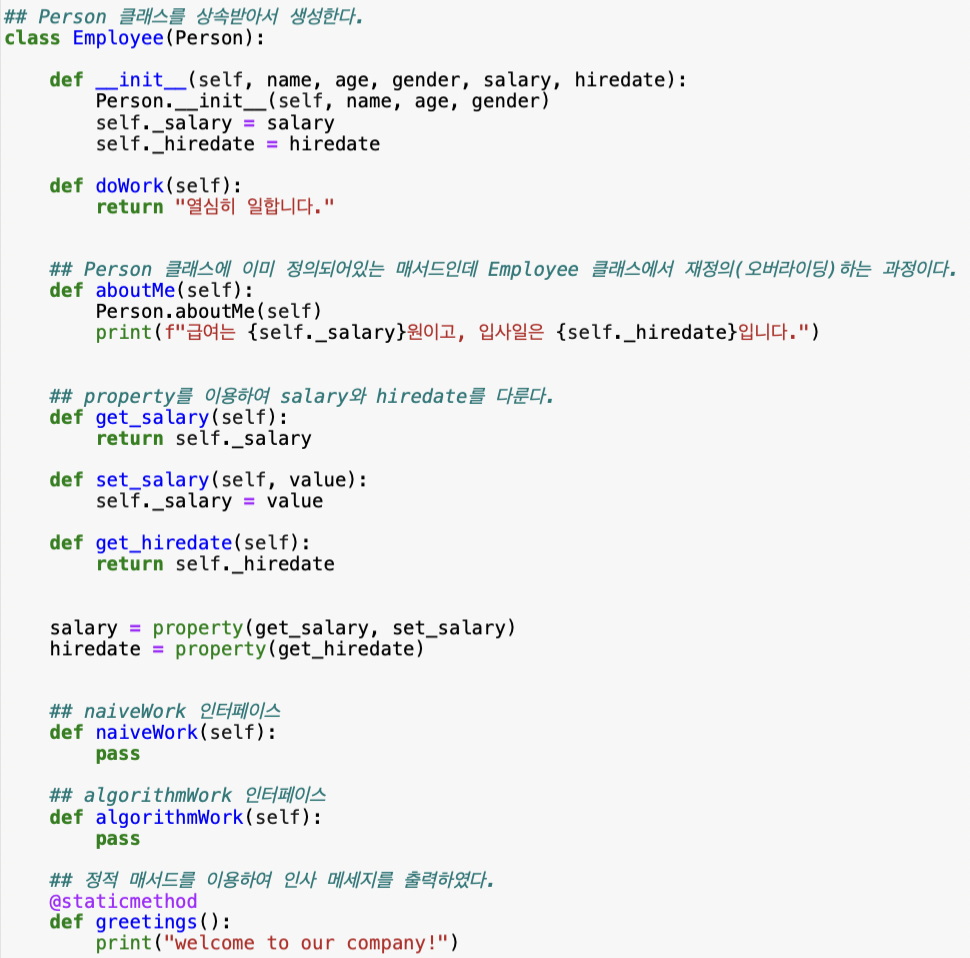 ## Person 클래스를 상속받아서 생성한다.
class Employee(Person):
    def __init__(self, name, age, gender, salary, hiredate):
        Person.__init__(self, name, age, gender)
        self._salary = salary
        self._hiredate = hiredate
    def doWork(self):
        return "열심히 일합니다."
    ## Person 클래스에 이미 정의되어있는 매서드인데 Employee 클래스에서 재정의(오버라이딩)하는 과정이다.
    def aboutMe(self):
        Person.aboutMe(self)
        print(f"급여는 {self._salary}원이고, 입사일은 {self._hiredate}입니다.")
    ## property를 이용하여 salary와 hiredate를 다룬다.
    def get_salary(self):
        return self._salary
    def set_salary(self, value):
        self._salary = value
    def get_hiredate(self):
        return self._hiredate
    salary = property(get_salary, set_salary)
    hiredate = property(get_hiredate)
    ## naiveWork 인터페이스
    def naiveWork(self):
        pass
    ## algorithmWork 인터페이스
    def algorithmWork(self):
        pass
    ## 정적 매서드를 이용하여 인사 메세지를 출력하였다.
    @staticmethod
    def greetings():
        print("welcome to our company!")